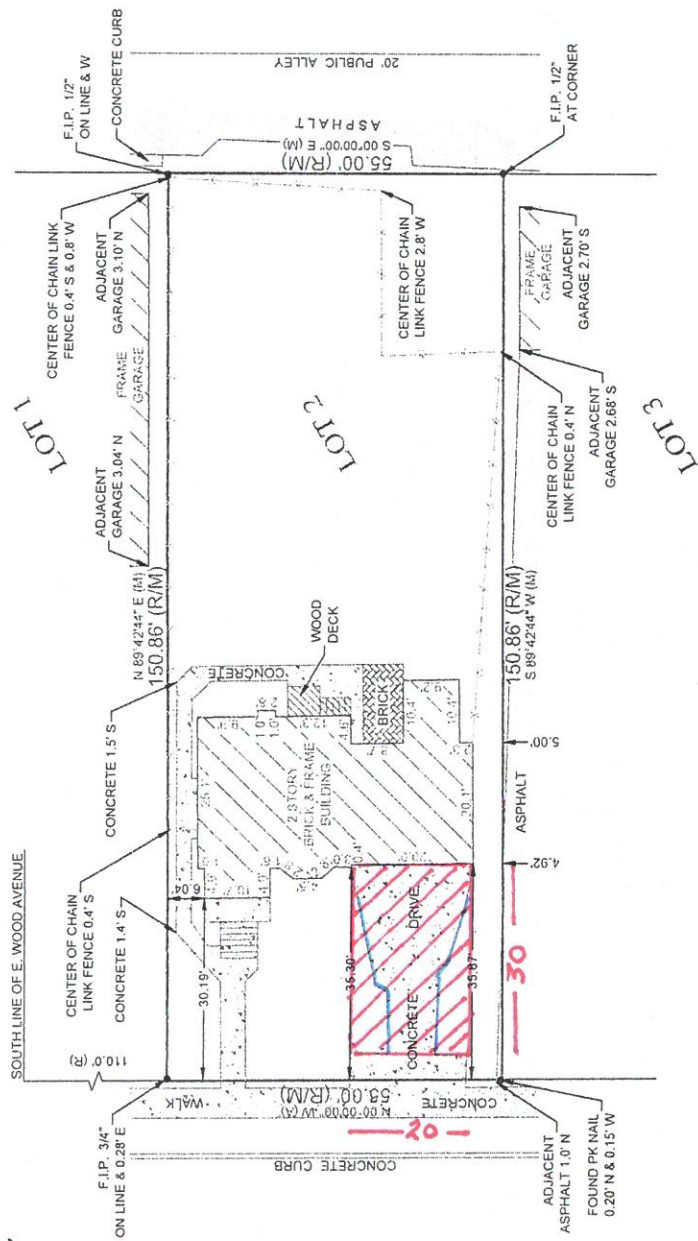 SOUTH LINE OF E. WOOD AVENUE
110.0' (R)
F.I.P. 3/4"
ON LINE & 0.28' E
CENTER OF CHAIN
LINK FENCE 0.4' S
CONCRETE 1.4' S
CONCRETE 1.5' S
LOT 1
N 89°42'44" E (M)
150.86' (R/M)
ADJACENT
GARAGE 3.04' N
FRAME
GARAGE
ADJACENT
GARAGE 3.10' N
CENTER OF CHAIN LINK
FENCE 0.4' S & 0.8' W
F.I.P. 1/2"
ON LINE & W
CONCRETE CURB
20' PUBLIC ALLEY
ASPHALT
S 00°00'00" E (M)
55.00' (R/M)
F.I.P. 1/2"
AT CORNER
CENTER OF CHAIN
LINK FENCE 2.8' W
LOT 2
6.04'
30.19'
CONCRETE
WOOD
DECK
BRICK
2 STORY
BRICK & FRAME
BUILDING
10.4'
10.4'
20.1'
35.30'
35.87'
CONCRETE
DRIVE
WALK
55.00' (R/M)
CONCRETE
CONCRETE CURB
20
30
4.92'
5.00'
ASPHALT
S 89°42'44" W (M)
150.86' (R/M)
CENTER OF CHAIN
LINK FENCE 0.4' N
ADJACENT
GARAGE 2.68' S
FRAME
GARAGE
ADJACENT
GARAGE 2.70' S
LOT 3
ADJACENT
ASPHALT 1.0' N
FOUND PK NAIL
0.20' N & 0.15' W